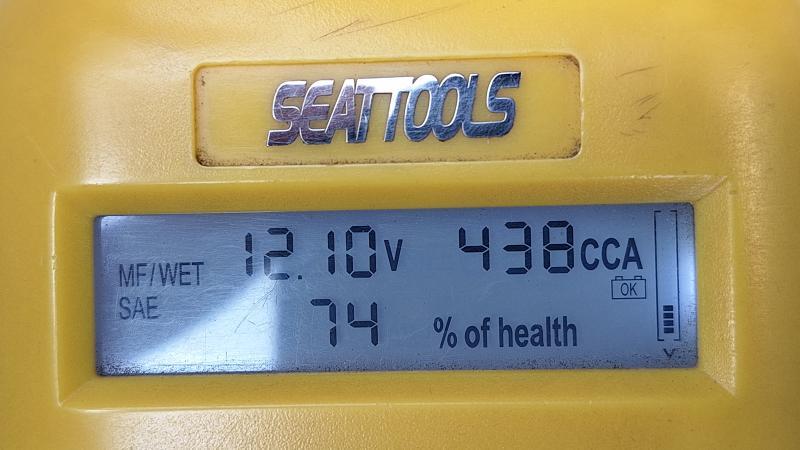 SEATTOOLS
MF/WET 12.10V 438CCA
SAE 74 % of health
OK
V